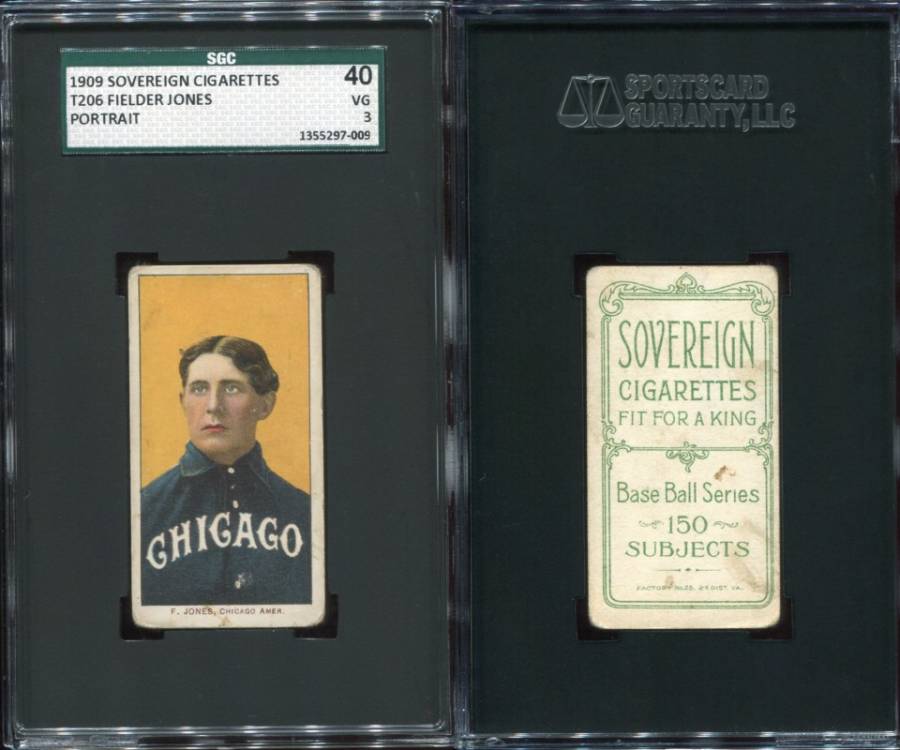 SGC
1909 SOVEREIGN CIGARETTES 40
T206 FIELDER JONES VG
PORTRAIT 3
1355297-009
CHICAGO
F. JONES, CHICAGO AMER.
SPORTSCARD
GUARANTY, LLC
SOVEREIGN
CIGARETTES
FIT FOR A KING
Base Ball Series
150
SUBJECTS
FACTORY NO.25. 2ND DIST. VA.